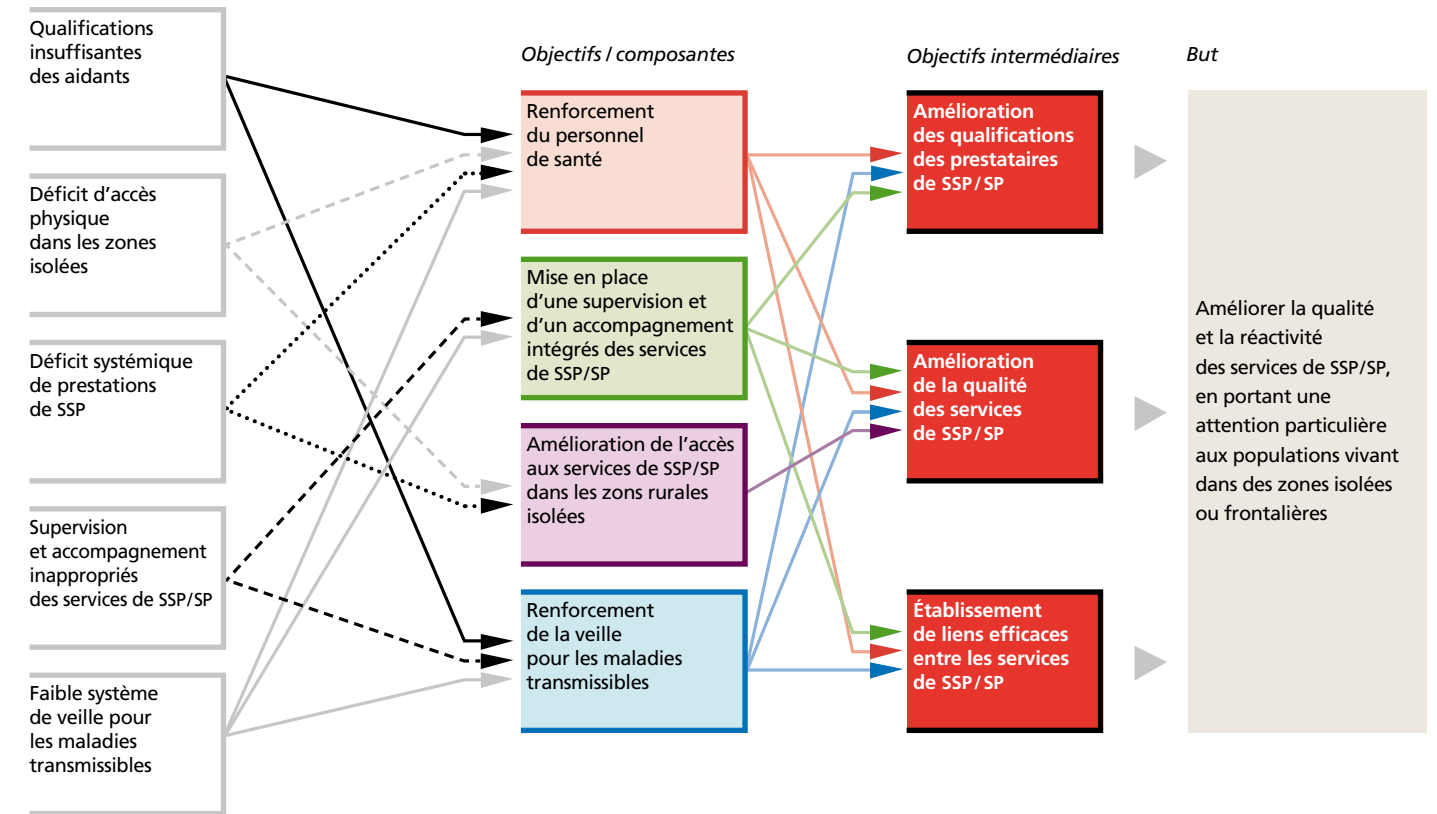 Qualifications
insuffisantes
des aidants
Déficit d'accès
physique
dans les zones
isolées
Déficit systémique
de prestations
de SSP
Supervision
et accompagnement
inappropriés
des services de SSP/SP
Faible système
de veille pour
les maladies
transmissibles
Objectifs / composantes
Renforcement
du personnel
de santé
Mise en place
d'une supervision et
d'un accompagnement
intégrés des services
de SSP/SP
Amélioration de l'accès
aux services de SSP/SP
dans les zons rurales
isolées
Renforcement
de la veille
pour les maladies
transmissibles
Objectifs intermédiaires
Amélioration
des qualifications
des prestataires
de SSP/SP
Amélioration
de la qualité
des services
de SSP/SP
Établissement
de liens efficaces
entre les services
de SSP/SP
But
Améliorer la qualité
et la réactivité
des services de SSP/SP,
en portant une
attention particulière
aux populations vivant
dans des zones isolées
ou frontalières